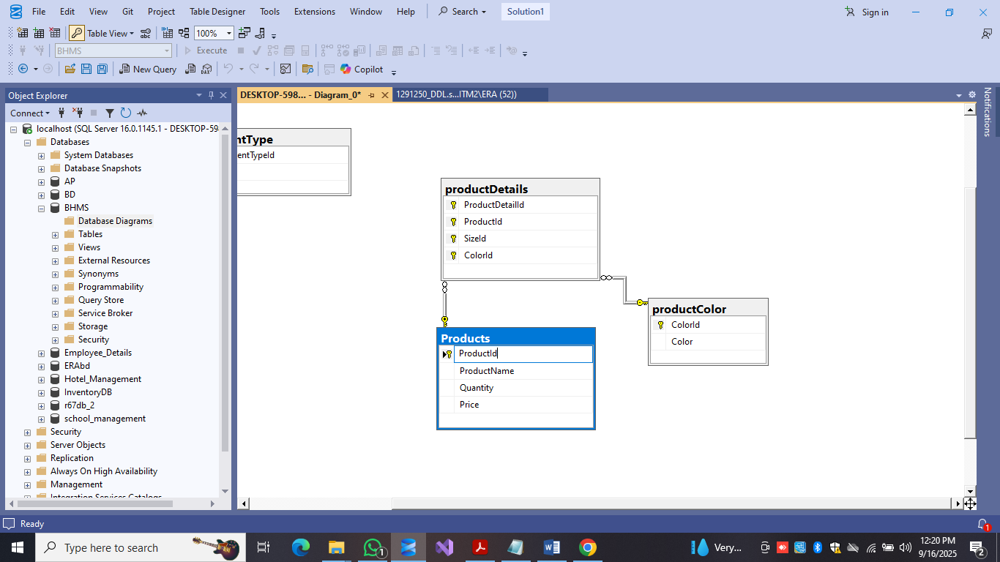 File Edit View Git Project Table Designer Tools Extensions Window Help Search Solution1 Sign in
Table View 100%
BHMS Execute
New Query DAX Copilot
Object Explorer
Connect
localhost (SQL Server 16.0.1145.1 - DESKTOP-59
Databases
System Databases
Database Snapshots
AP
BD
BHMS
Database Diagrams
Tables
Views
External Resources
Synonyms
Programmability
Query Store
Service Broker
Storage
Security
Employee_Details
ERAbd
Hotel_Management
InventoryDB
r67db_2
school_management
Security
Server Objects
Replication
Always On High Availability
Management
Integration Services Catalogs
DESKTOP-598... - Diagram_0*
1291250_DDL.s...ITM2\ERA (52))
ntType
entTypeId
productDetails
ProductDetailId
ProductId
SizeId
ColorId
Products
ProductId
ProductName
Quantity
Price
productColor
ColorId
Color
Notifications
Ready
1
Type here to search
1
Very...
12:20 PM
9/16/2025
2